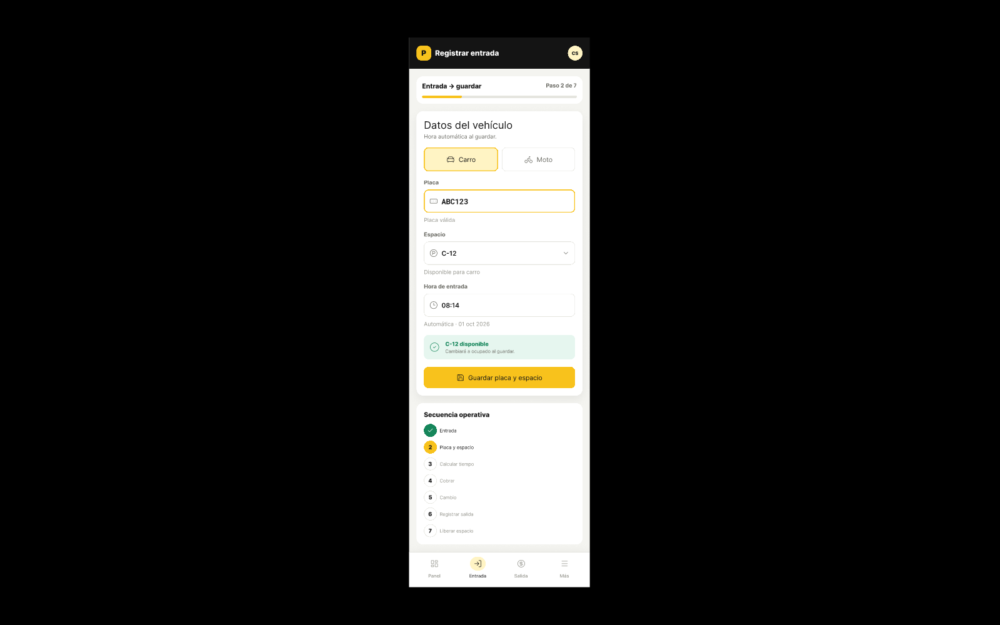 P Registrar entrada CS
Entrada → guardar Paso 2 de 7
Datos del vehículo
Hora automática al guardar.
Carro Moto
Placa
ABC123
Placa válida
Espacio
P C-12
Disponible para carro
Hora de entrada
08:14
Automática · 01 oct 2026
C-12 disponible
Cambiará a ocupado al guardar.
Guardar placa y espacio
Secuencia operativa
Entrada
2 Placa y espacio
3 Calcular tiempo
4 Cobrar
5 Cambio
6 Registrar salida
7 Liberar espacio
Panel Entrada Salida Más